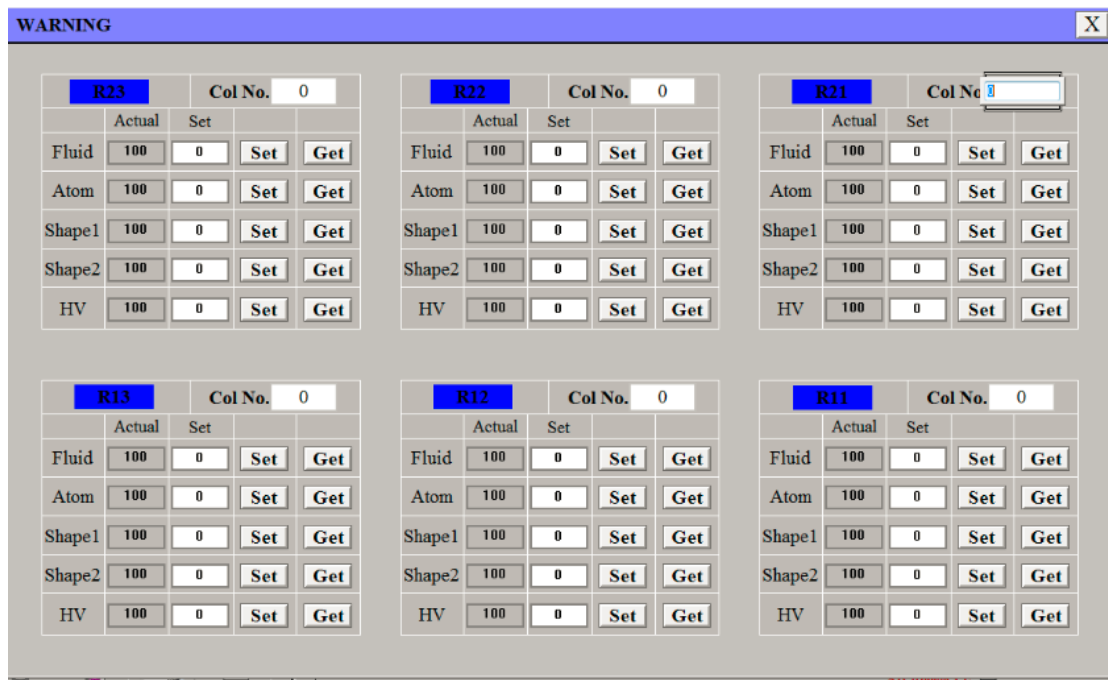 WARNING X
R23 Col No. 0 R22 Col No. 0 R21 Col No 0
Actual Set Actual Set Actual Set
Fluid 100 0 Set Get Fluid 100 0 Set Get Fluid 100 0 Set Get
Atom 100 0 Set Get Atom 100 0 Set Get Atom 100 0 Set Get
Shape1 100 0 Set Get Shape1 100 0 Set Get Shape1 100 0 Set Get
Shape2 100 0 Set Get Shape2 100 0 Set Get Shape2 100 0 Set Get
HV 100 0 Set Get HV 100 0 Set Get HV 100 0 Set Get
R13 Col No. 0 R12 Col No. 0 R11 Col No. 0
Actual Set Actual Set Actual Set
Fluid 100 0 Set Get Fluid 100 0 Set Get Fluid 100 0 Set Get
Atom 100 0 Set Get Atom 100 0 Set Get Atom 100 0 Set Get
Shape1 100 0 Set Get Shape1 100 0 Set Get Shape1 100 0 Set Get
Shape2 100 0 Set Get Shape2 100 0 Set Get Shape2 100 0 Set Get
HV 100 0 Set Get HV 100 0 Set Get HV 100 0 Set Get